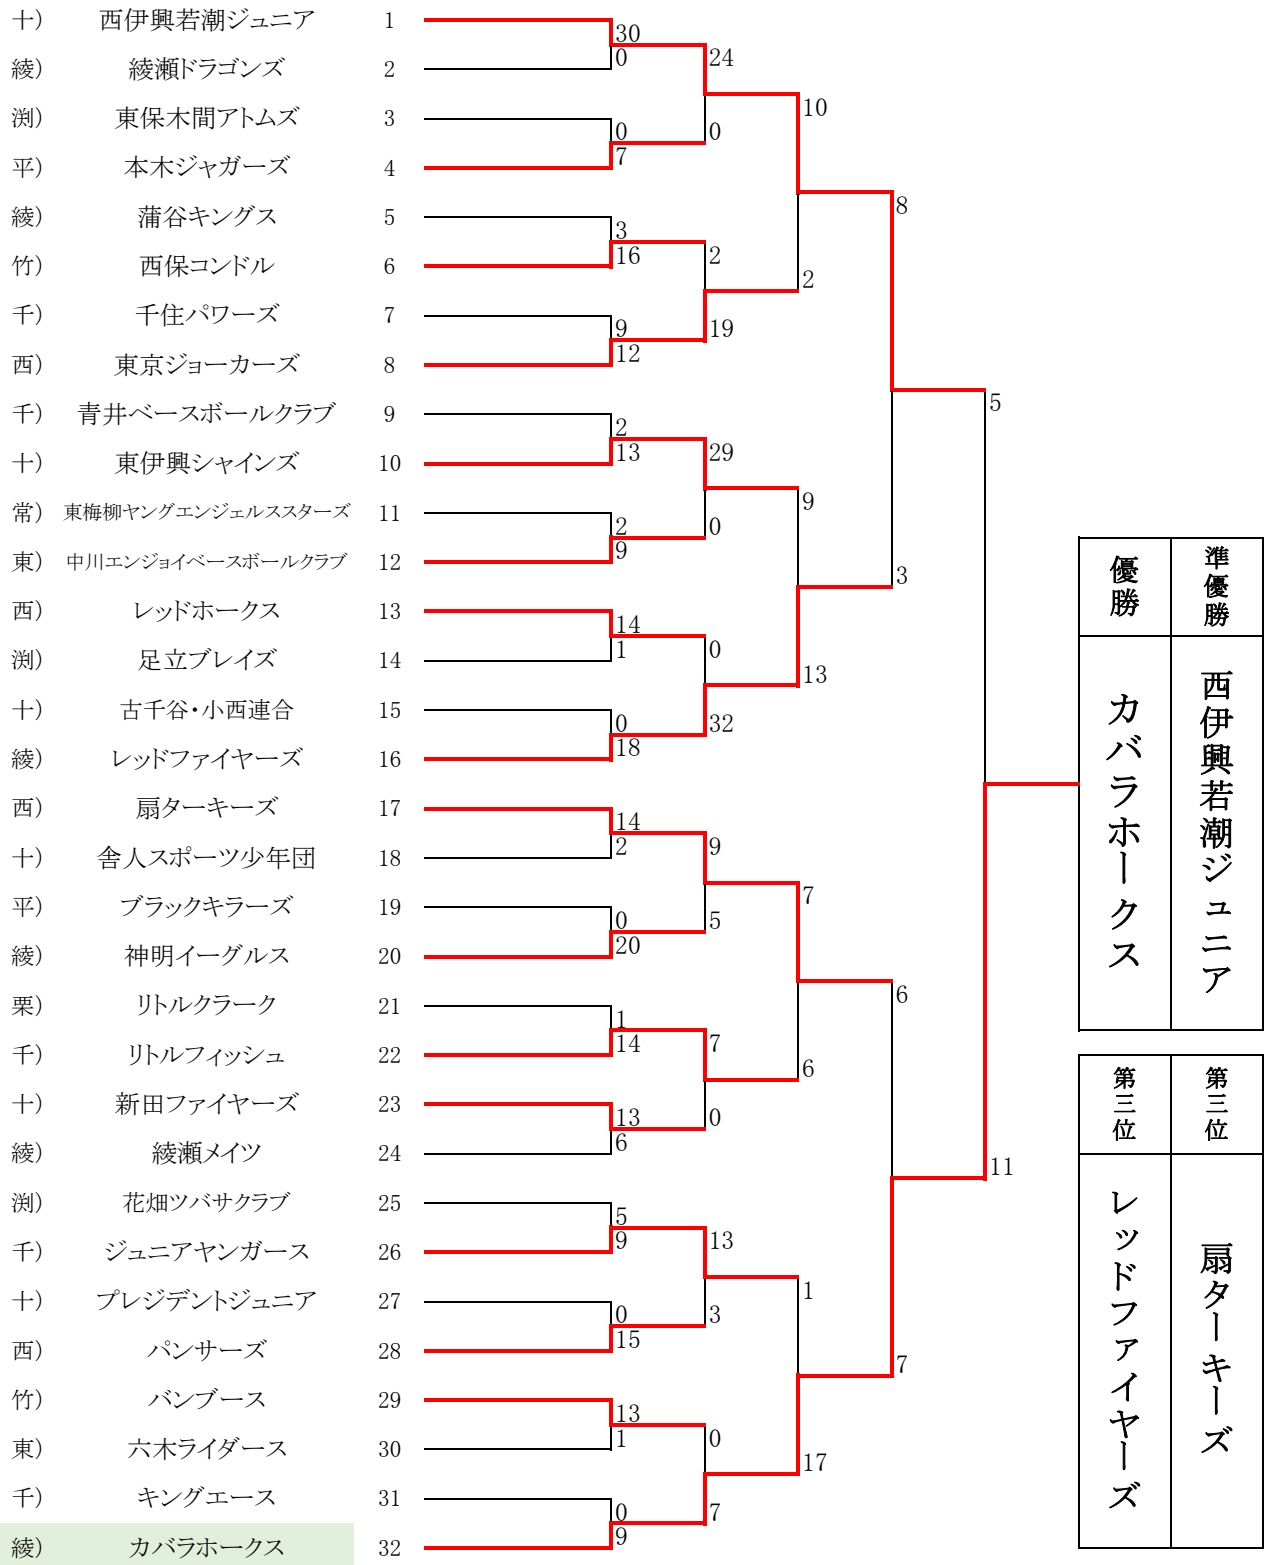 十) 西伊興若潮ジュニア 1
綾) 綾瀬ドラゴンズ 2
渕) 東保木間アトムズ 3
平) 本木ジャガーズ 4
綾) 蒲谷キングス 5
竹) 西保コンドル 6
千) 千住パワーズ 7
西) 東京ジョーカーズ 8
千) 青井ベースボールクラブ 9
十) 東伊興シャインズ 10
常) 東梅柳ヤングエンジェルススターズ 11
東) 中川エンジョイベースボールクラブ 12
西) レッドホークス 13
渕) 足立ブレイズ 14
十) 古千谷・小西連合 15
綾) レッドファイヤーズ 16
西) 扇ターキーズ 17
十) 舎人スポーツ少年団 18
平) ブラックキラーズ 19
綾) 神明イーグルス 20
栗) リトルクラーク 21
千) リトルフィッシュ 22
十) 新田ファイヤーズ 23
綾) 綾瀬メイツ 24
渕) 花畑ツバサクラブ 25
千) ジュニアヤンガース 26
十) プレジデントジュニア 27
西) パンサーズ 28
竹) バンブース 29
東) 六木ライダース 30
千) キングエース 31
綾) カバラホークス 32
30
0
0
7
3
16
9
12
2
13
2
9
14
1
0
18
14
2
0
20
1
14
13
6
5
9
0
15
13
1
0
9
24
0
2
19
29
0
0
32
9
5
7
0
13
3
0
7
10
2
9
13
7
6
1
17
8
3
6
7
5
11
優勝
カバラホークス
準優勝
西伊興若潮ジュニア
第三位
レッドファイヤーズ
第三位
扇ターキーズ